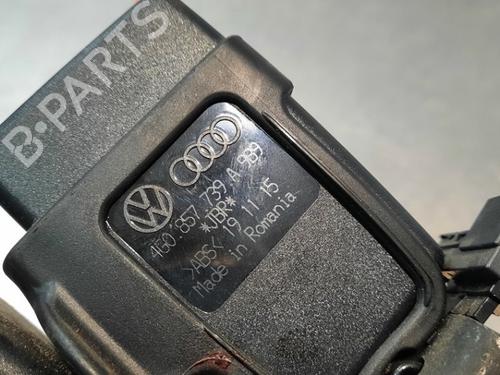 B-PARTS
4G0 857 739 A 9B9
*JBR*
>ABS< 19 11 15
Made in Romania